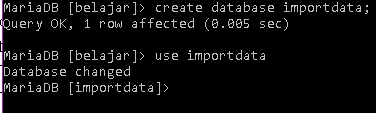 MariaDB [belajar]> create database importdata;
Query OK, 1 row affected (0.005 sec)
MariaDB [belajar]> use importdata
Database changed
MariaDB [importdata]>